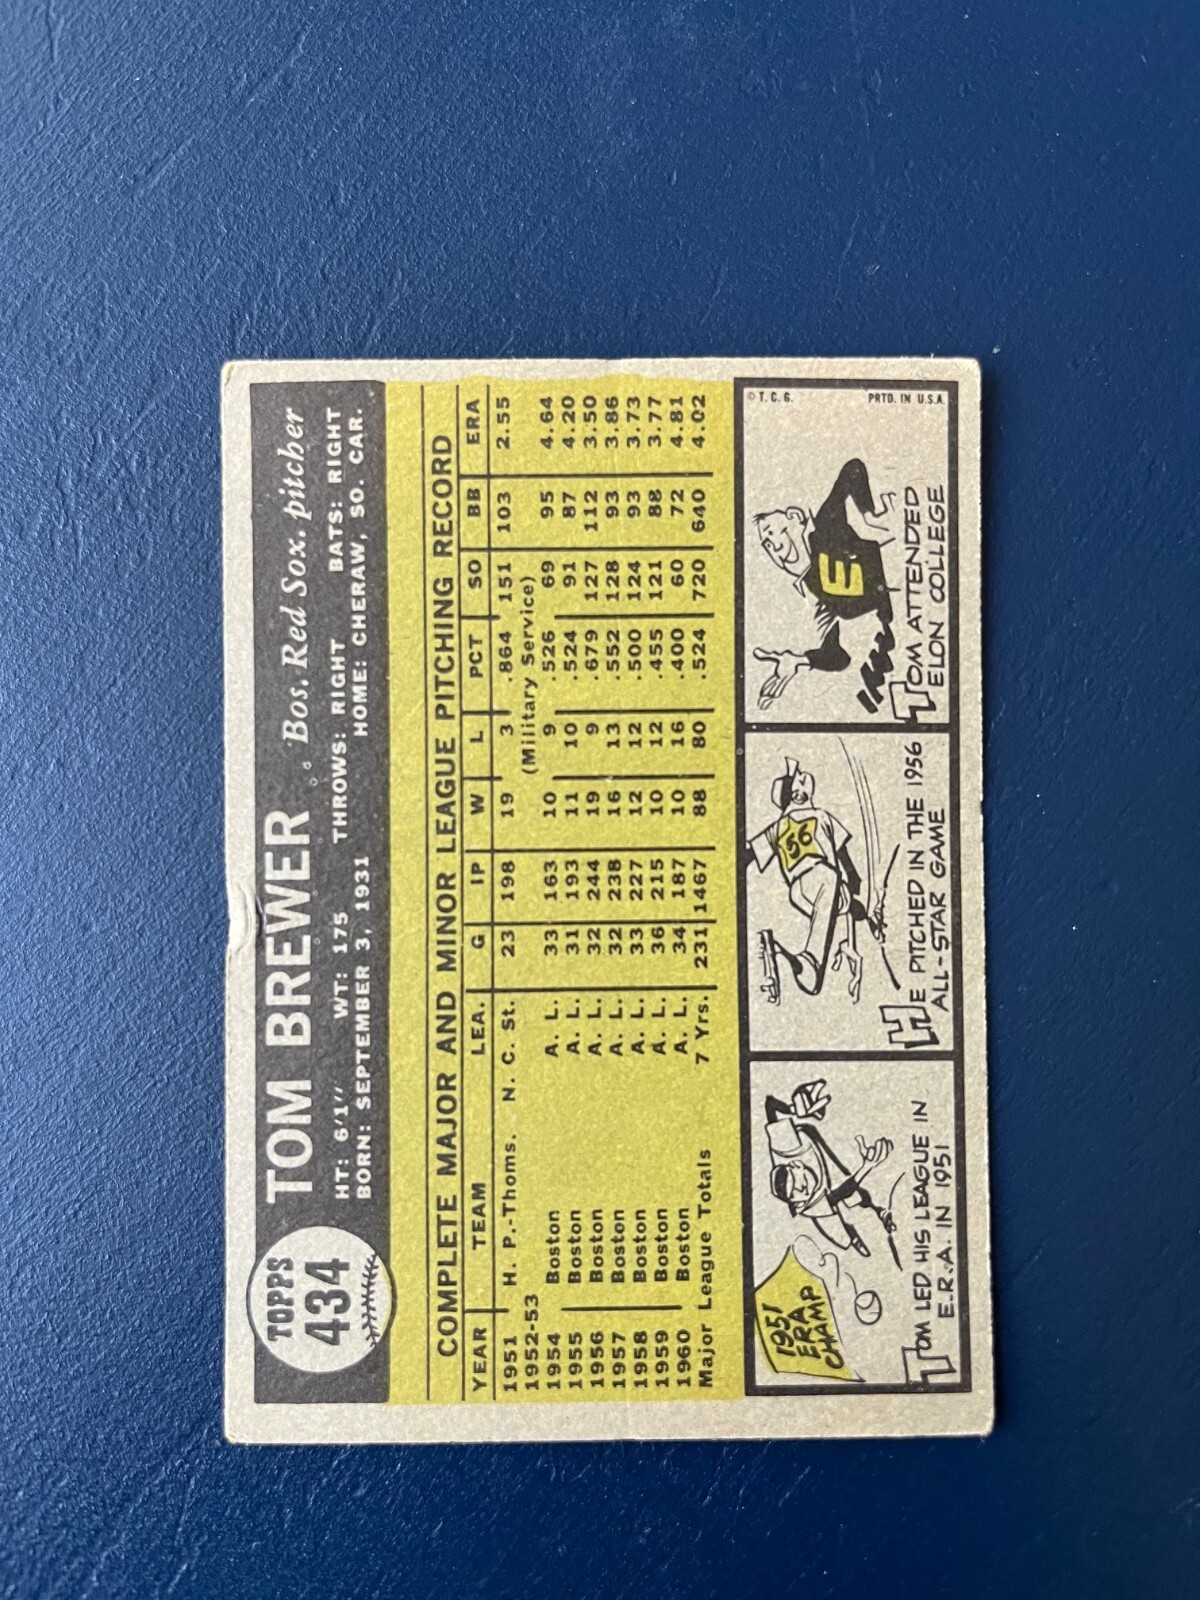 TOPPS
434
TOM BREWER Bos. Red Sox. pitcher
HT: 6'1" WT: 175 THROWS: RIGHT BATS: RIGHT
BORN: SEPTEMBER 3, 1931 HOME: CHERAW, SO. CAR.
COMPLETE MAJOR AND MINOR LEAGUE PITCHING RECORD
YEAR TEAM LEA. G IP W L PCT SO BB ERA
1951 H. P.-Thoms. N. C. St. 23 198 19 3 .864 151 103 2.55
1952-53 (Military Service)
1954 Boston A. L. 33 163 10 9 .526 69 95 4.64
1955 Boston A. L. 31 193 11 10 .524 91 87 4.20
1956 Boston A. L. 32 244 19 9 .679 127 112 3.50
1957 Boston A. L. 32 238 16 13 .552 128 93 3.86
1958 Boston A. L. 33 227 12 12 .500 124 93 3.73
1959 Boston A. L. 36 215 10 12 .455 121 88 3.77
1960 Boston A. L. 34 187 10 16 .400 60 72 4.81
Major League Totals 7 Yrs. 231 1467 88 80 .524 720 640 4.02
1951
ERA
CHAMP
TOM LED HIS LEAGUE IN
E.R.A. IN 1951
'56
HE PITCHED IN THE 1956
ALL-STAR GAME
E
TOM ATTENDED
ELON COLLEGE
© T. C. G.
PRTD. IN U.S.A.